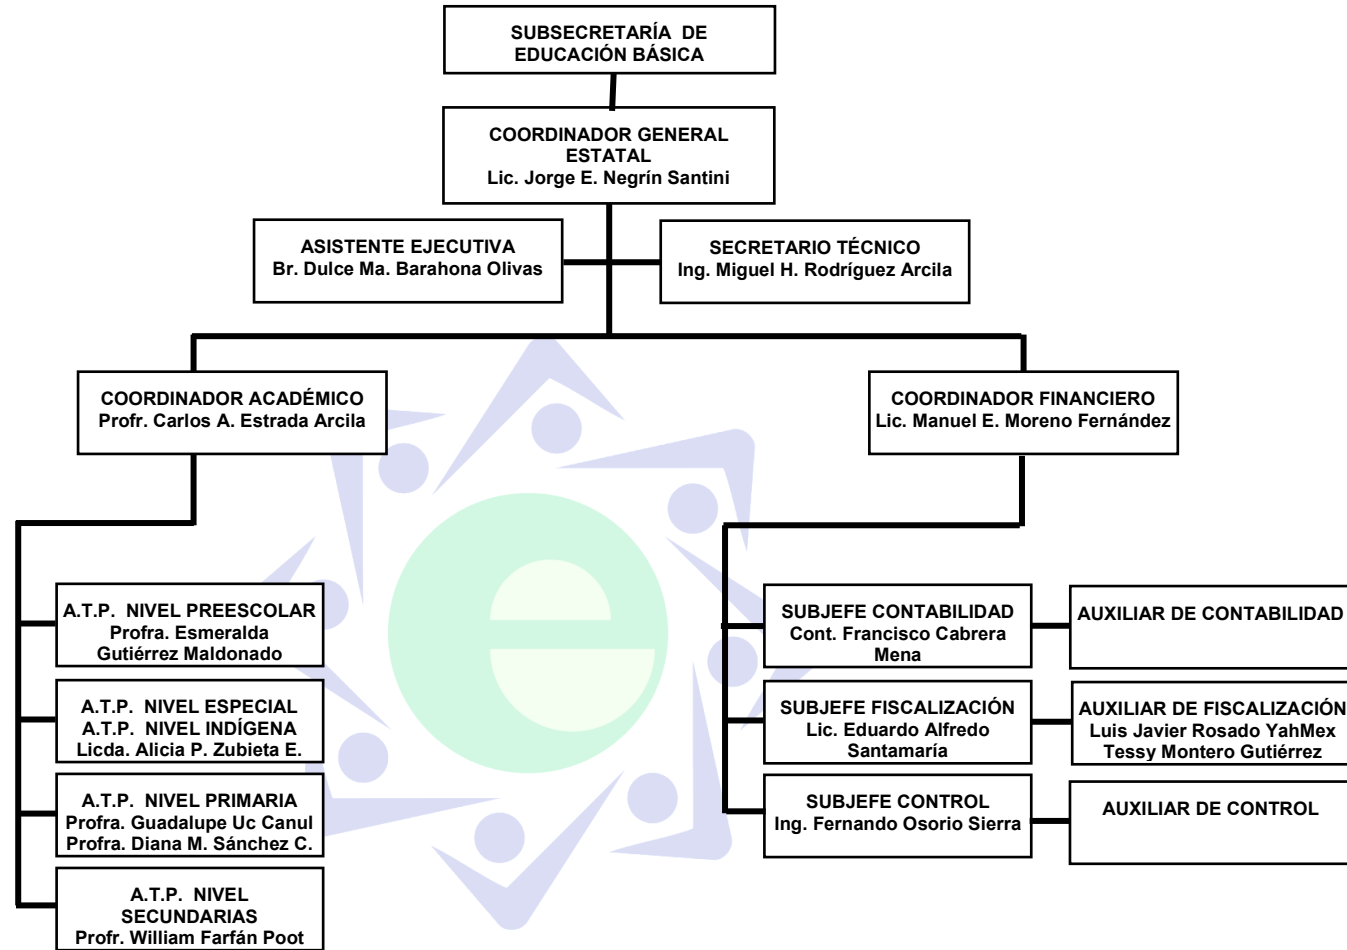 SUBSECRETARÍA DE
EDUCACIÓN BÁSICA
COORDINADOR GENERAL
ESTATAL
Lic. Jorge E. Negrín Santini
ASISTENTE EJECUTIVA
Br. Dulce Ma. Barahona Olivas
SECRETARIO TÉCNICO
Ing. Miguel H. Rodríguez Arcila
COORDINADOR ACADÉMICO
Profr. Carlos A. Estrada Arcila
COORDINADOR FINANCIERO
Lic. Manuel E. Moreno Fernández
A.T.P. NIVEL PREESCOLAR
Profra. Esmeralda
Gutiérrez Maldonado
A.T.P. NIVEL ESPECIAL
A.T.P. NIVEL INDÍGENA
Licda. Alicia P. Zubieta E.
A.T.P. NIVEL PRIMARIA
Profra. Guadalupe Uc Canul
Profra. Diana M. Sánchez C.
A.T.P. NIVEL
SECUNDARIAS
Profr. William Farfán Poot
e
SUBJEFE CONTABILIDAD
Cont. Francisco Cabrera
Mena
AUXILIAR DE CONTABILIDAD
SUBJEFE FISCALIZACIÓN
Lic. Eduardo Alfredo
Santamaría
AUXILIAR DE FISCALIZACIÓN
Luis Javier Rosado YahMex
Tessy Montero Gutiérrez
SUBJEFE CONTROL
Ing. Fernando Osorio Sierra
AUXILIAR DE CONTROL